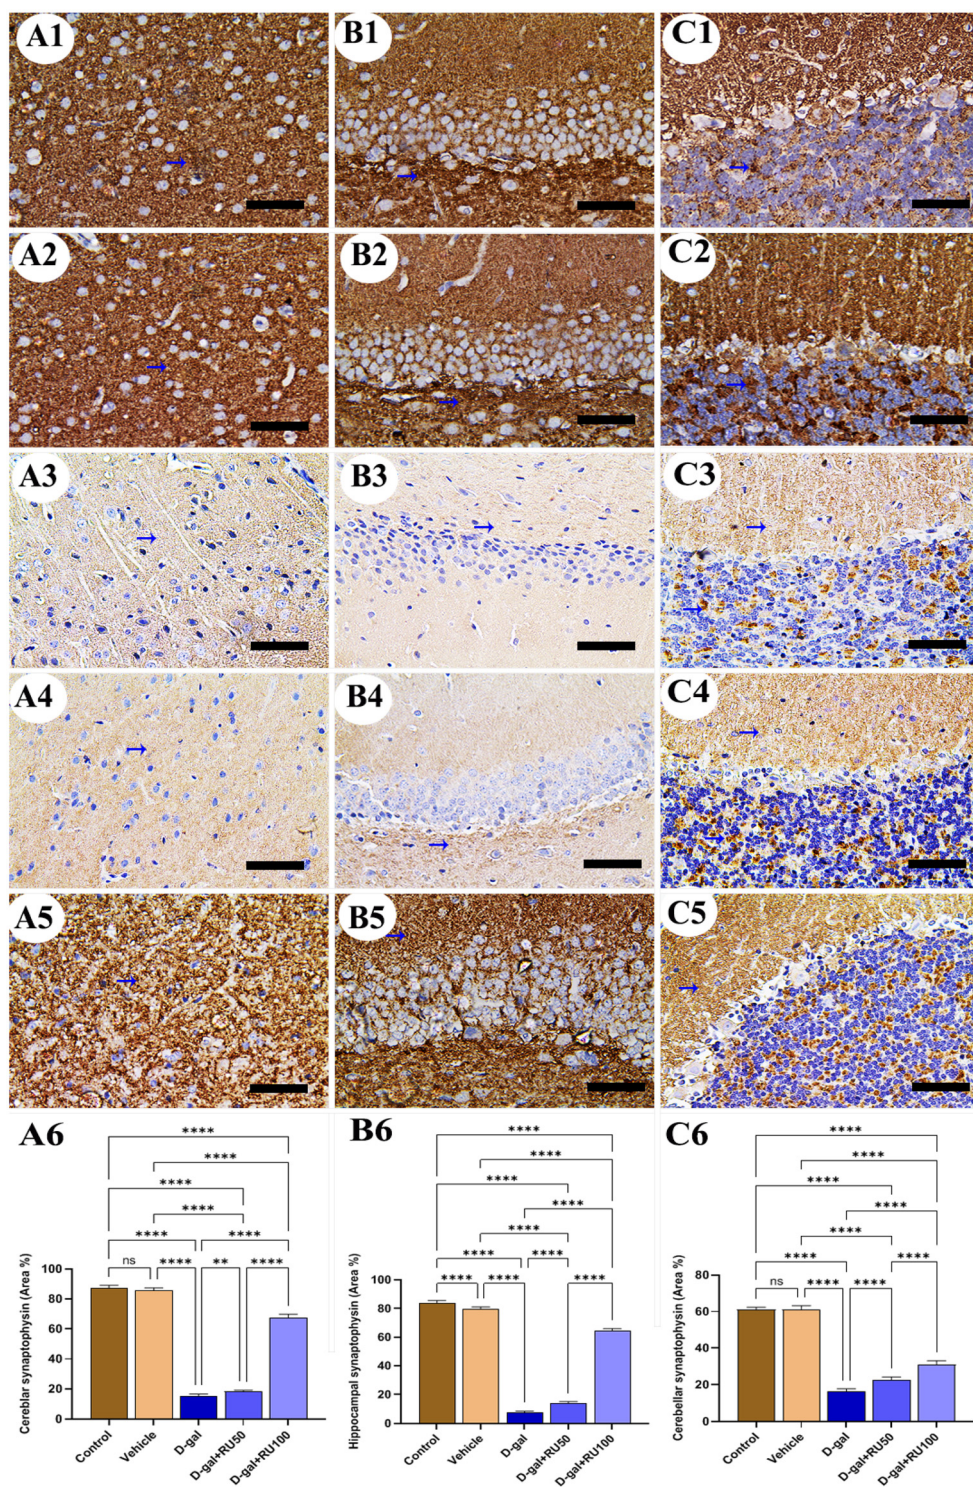 A1 B1 C1
A2 B2 C2
A3 B3 C3
A4 B4 C4
A5 B5 C5
A6
****
****
****
****
**** ****
ns **** ** ****
Cereblar synaptophysin (Area %)
100
80
60
40
20
0
Control
Vehicle
D-gal
D-gal+RU50
D-gal+RU100
B6
****
****
****
****
****
**** ****
**** **** ****
Hippocampal synaptophysin (Area %)
100
80
60
40
20
0
Control
Vehicle
D-gal
D-gal+RU50
D-gal+RU100
C6
****
****
****
****
****
**** ****
ns **** ****
Cerebellar synaptophysin (Area %)
80
60
40
20
0
Control
Vehicle
D-gal
D-gal+RU50
D-gal+RU100